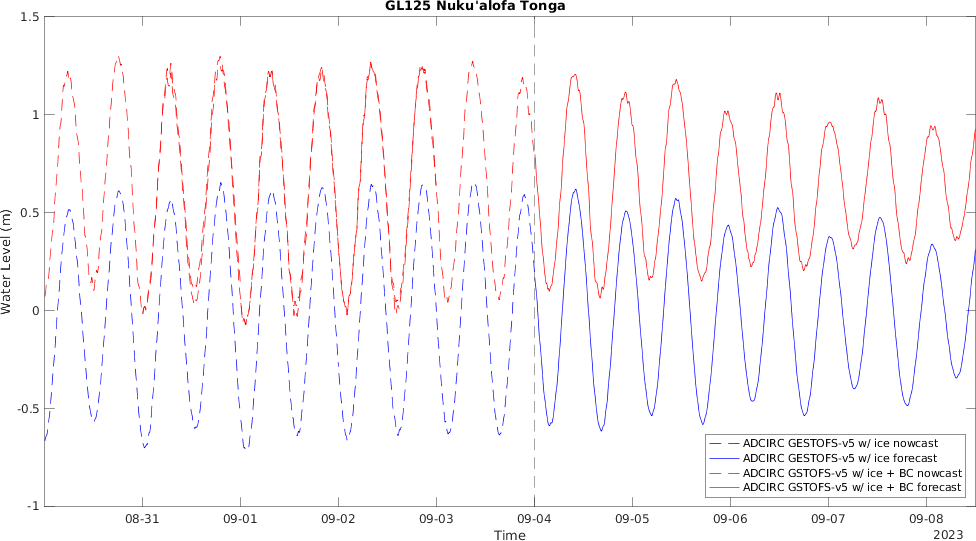 GL125 Nuku'alofa Tonga
1.5
1
0.5
0
-0.5
-1
Water Level (m)
08-31
09-01
09-02
09-03
09-04
09-05
09-06
09-07
09-08
Time
2023
ADCIRC GESTOFS-v5 w/ ice nowcast
ADCIRC GESTOFS-v5 w/ ice forecast
ADCIRC GSTOFS-v5 w/ ice + BC nowcast
ADCIRC GSTOFS-v5 w/ ice + BC forecast